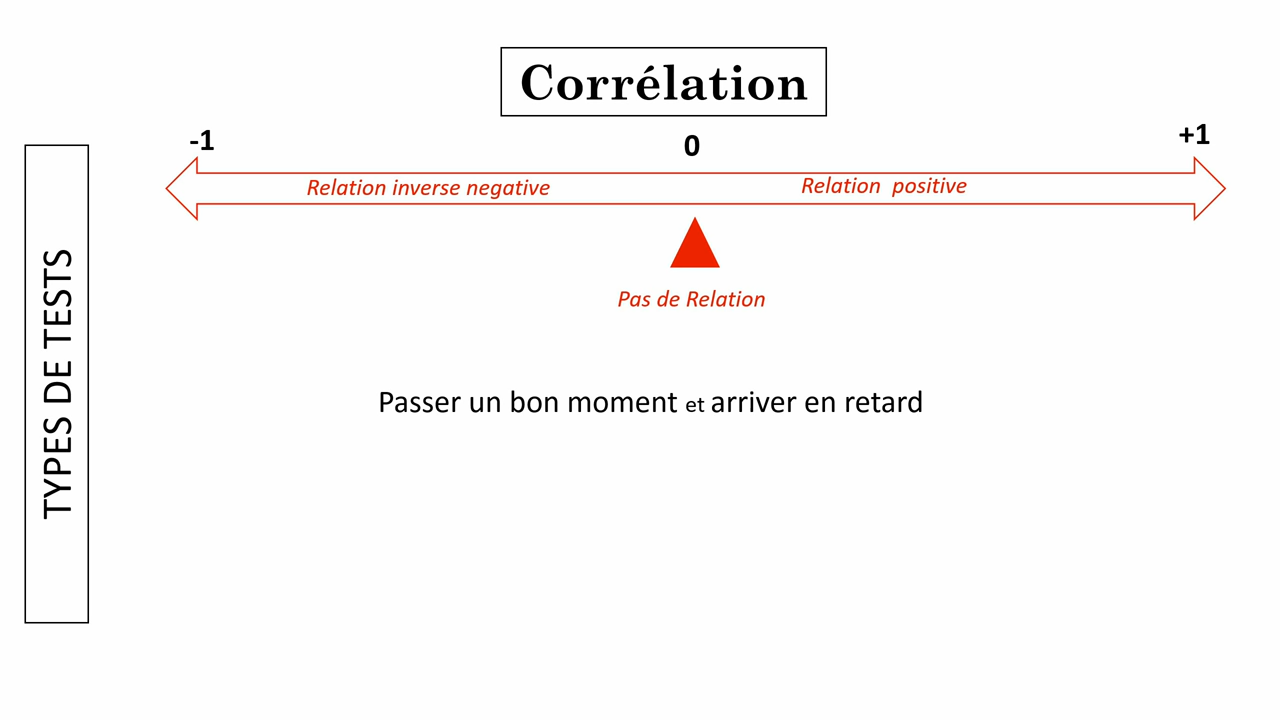 Corrélation
-1
0
+1
Relation inverse negative
Relation positive
Pas de Relation
TYPES DE TESTS
Passer un bon moment et arriver en retard